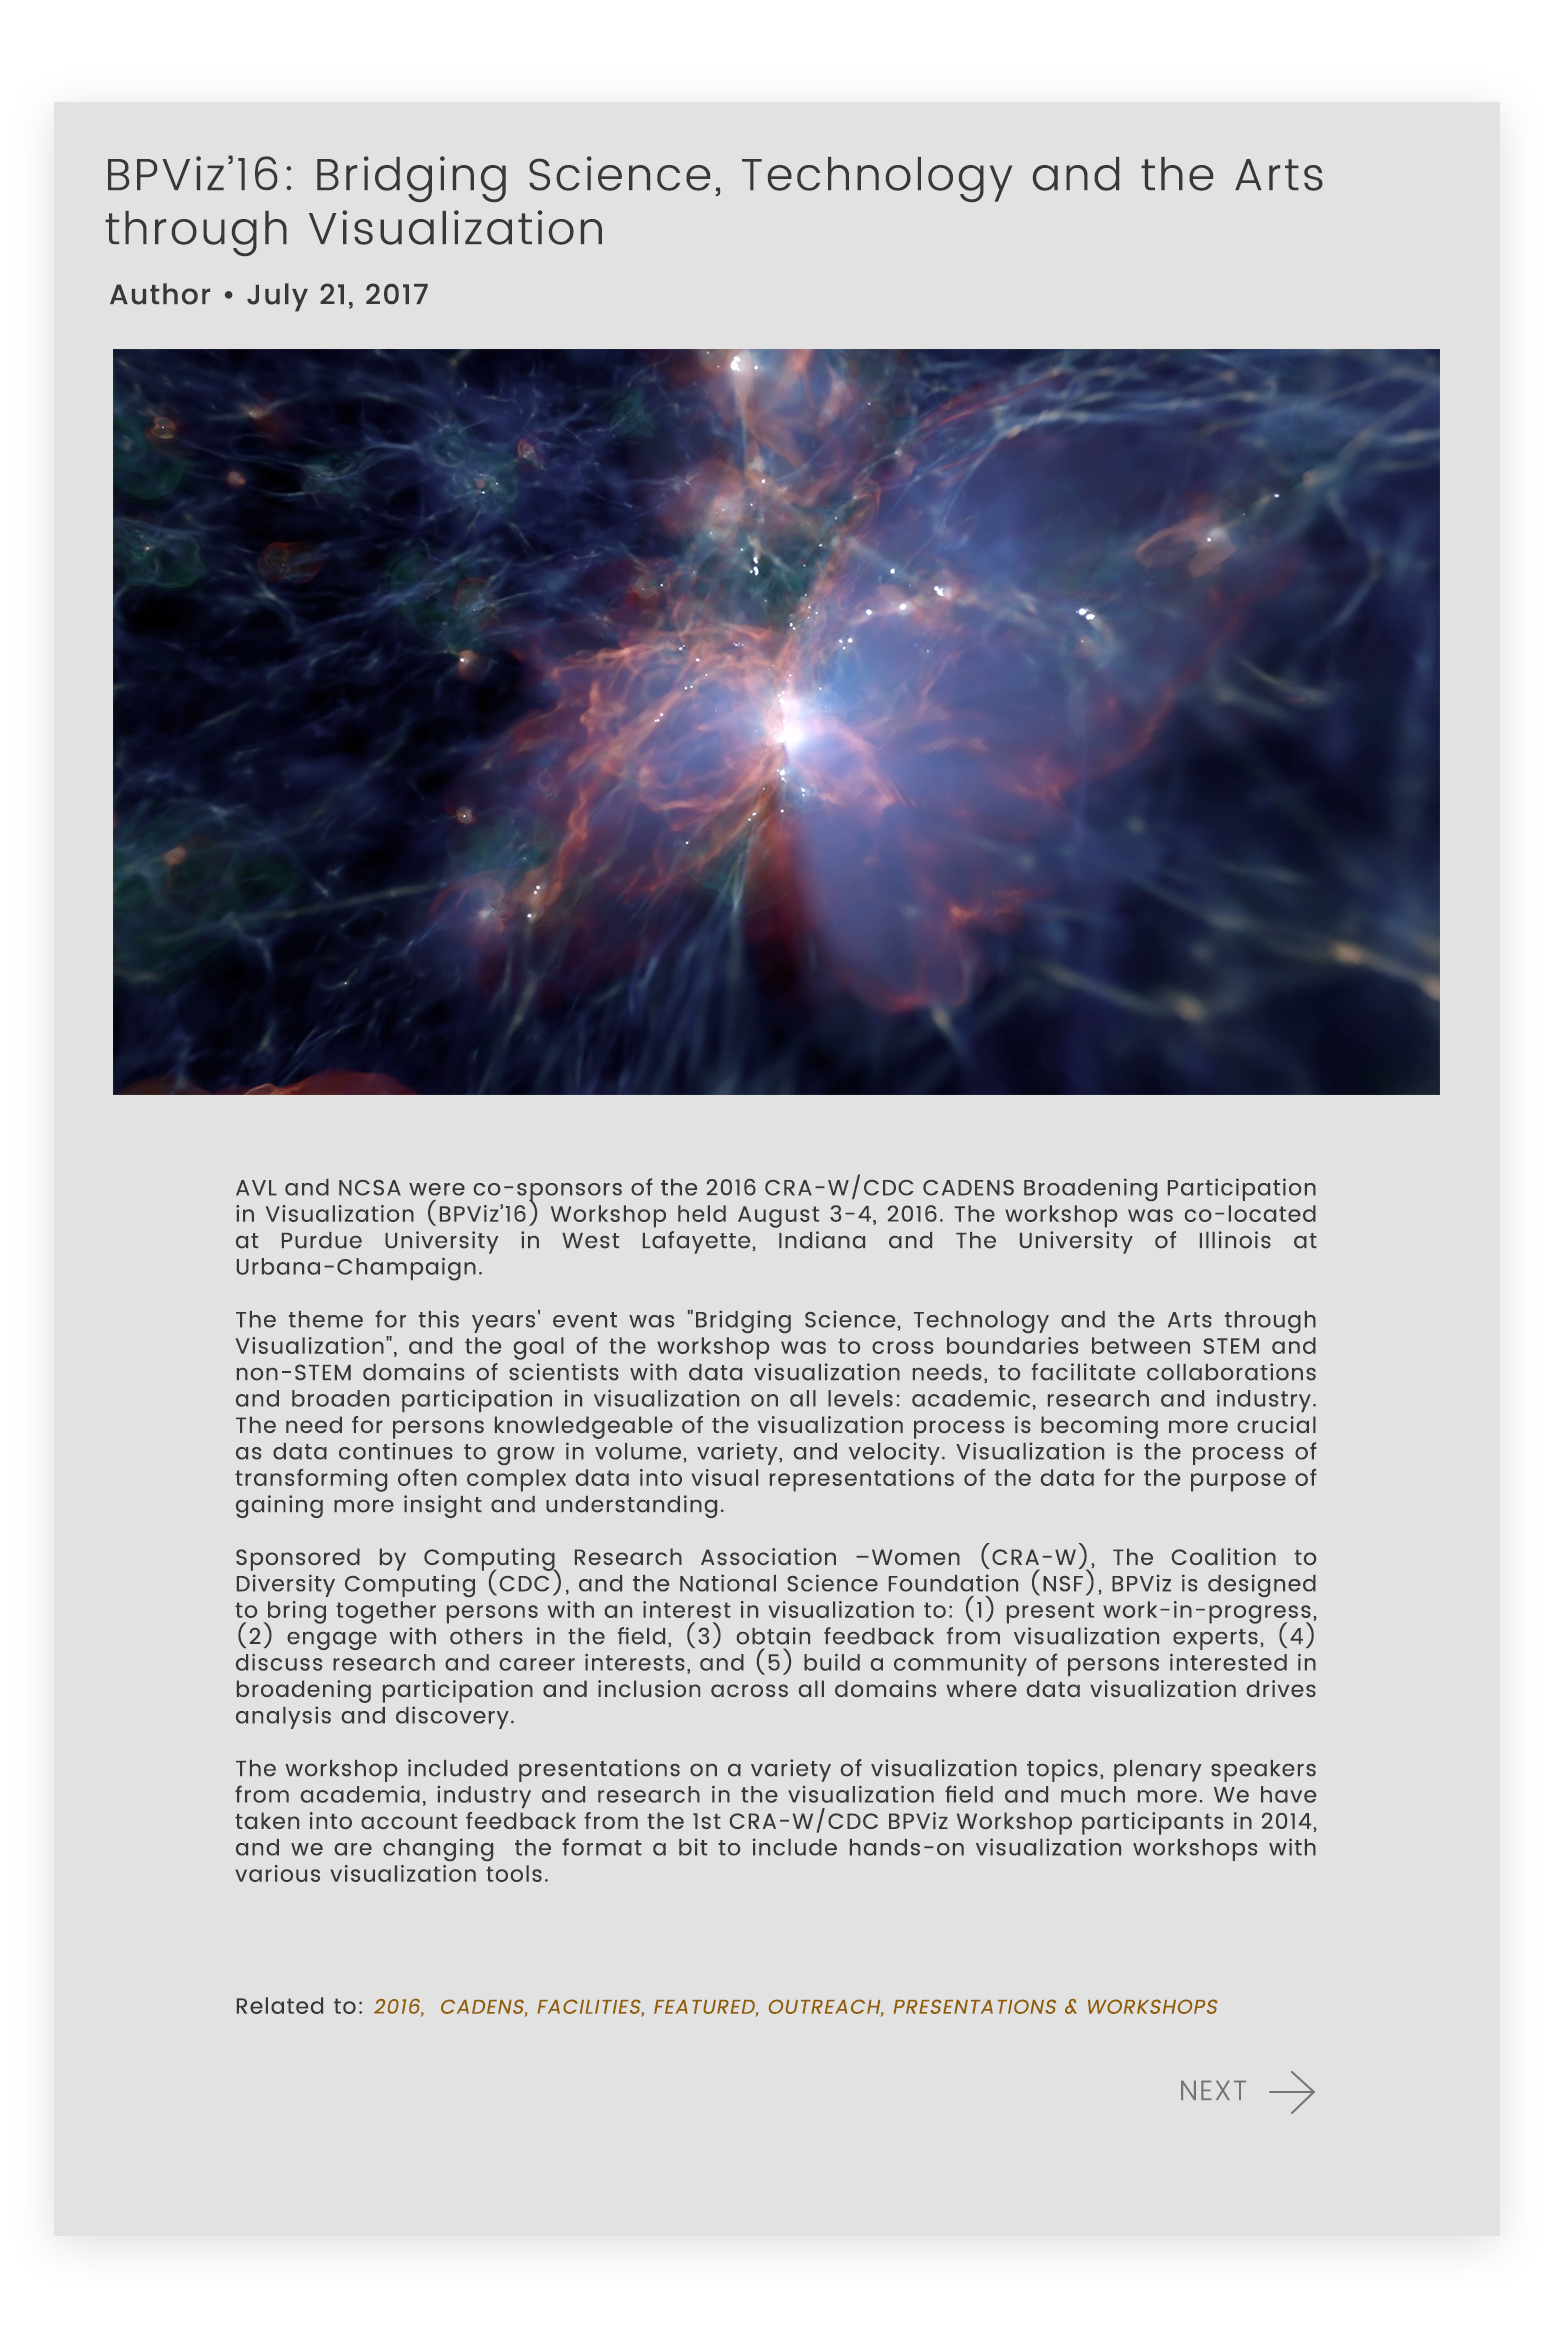 BPViz’16: Bridging Science, Technology and the Arts
through Visualization
Author • July 21, 2017
AVL and NCSA were co-sponsors of the 2016 CRA-W/CDC CADENS Broadening Participation
in Visualization (BPViz’16) Workshop held August 3-4, 2016. The workshop was co-located
at Purdue University in West Lafayette, Indiana and The University of Illinois at
Urbana-Champaign.
The theme for this years' event was "Bridging Science, Technology and the Arts through
Visualization", and the goal of the workshop was to cross boundaries between STEM and
non-STEM domains of scientists with data visualization needs, to facilitate collaborations
and broaden participation in visualization on all levels: academic, research and industry.
The need for persons knowledgeable of the visualization process is becoming more crucial
as data continues to grow in volume, variety, and velocity. Visualization is the process of
transforming often complex data into visual representations of the data for the purpose of
gaining more insight and understanding.
Sponsored by Computing Research Association –Women (CRA-W), The Coalition to
Diversity Computing (CDC), and the National Science Foundation (NSF), BPViz is designed
to bring together persons with an interest in visualization to: (1) present work-in-progress,
(2) engage with others in the field, (3) obtain feedback from visualization experts, (4)
discuss research and career interests, and (5) build a community of persons interested in
broadening participation and inclusion across all domains where data visualization drives
analysis and discovery.
The workshop included presentations on a variety of visualization topics, plenary speakers
from academia, industry and research in the visualization field and much more. We have
taken into account feedback from the 1st CRA-W/CDC BPViz Workshop participants in 2014,
and we are changing  the format a bit to include hands-on visualization workshops with
various visualization tools.
Related to: 2016,  CADENS, FACILITIES, FEATURED, OUTREACH, PRESENTATIONS & WORKSHOPS
NEXT